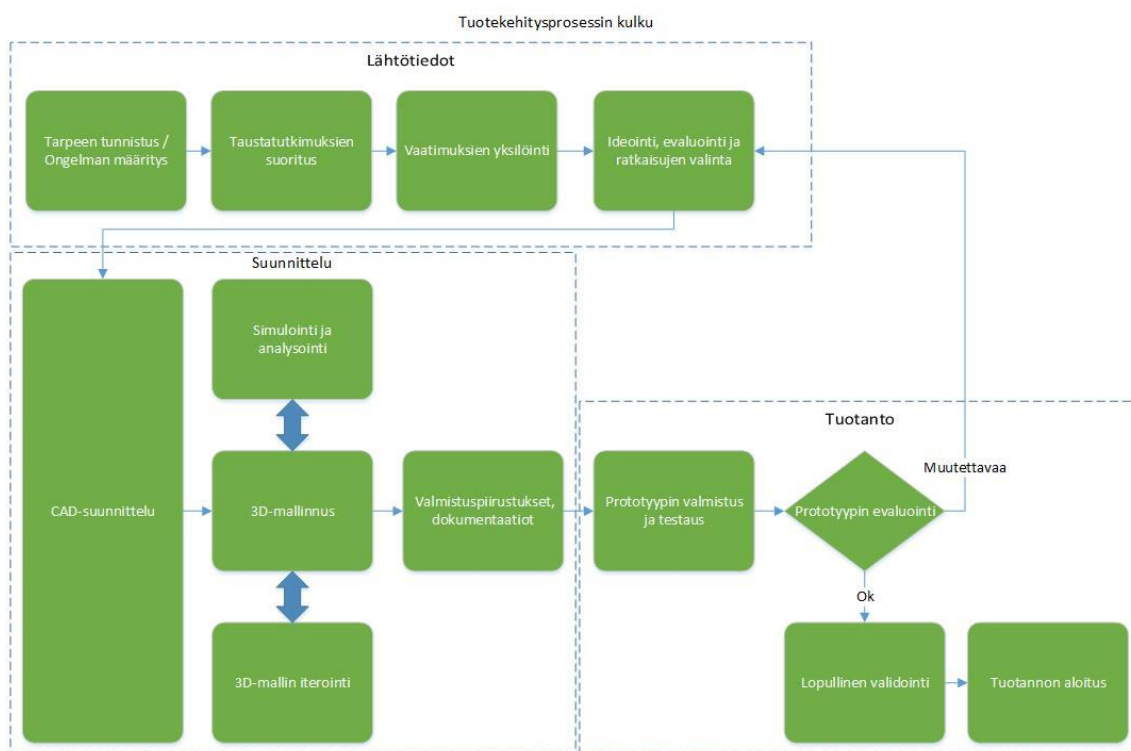 Tuotekehitysprosessin kulku
Lähtötiedot
Tarpeen tunnistus /
Ongelman määritys
Taustatutkimuksien
suoritus
Vaatimuksien yksilöinti
Ideointi, evaluointi ja
ratkaisujen valinta
Suunnittelu
CAD-suunnittelu
Simulointi ja
analysointi
3D-mallinnus
3D-mallin iterointi
Valmistuspiirustukset,
dokumentaatiot
Tuotanto
Prototyypin valmistus
ja testaus
Prototyypin evaluointi
Muutettavaa
Ok
Lopullinen validointi
Tuotannon aloitus